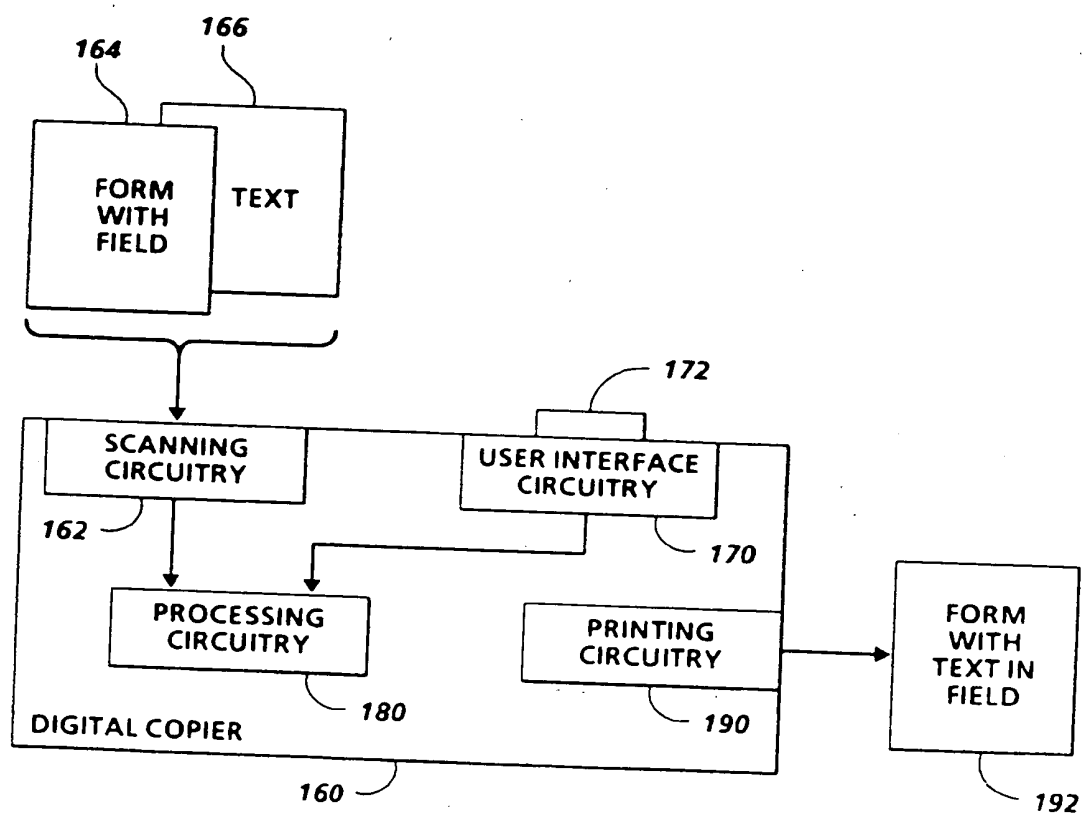 166
164
FORM
WITH
FIELD
TEXT
172
SCANNING
CIRCUITRY
USER INTERFACE
CIRCUITRY
162
170
PROCESSING
CIRCUITRY
PRINTING
CIRCUITRY
FORM
WITH
TEXT IN
FIELD
180
190
DIGITAL COPIER
160
192